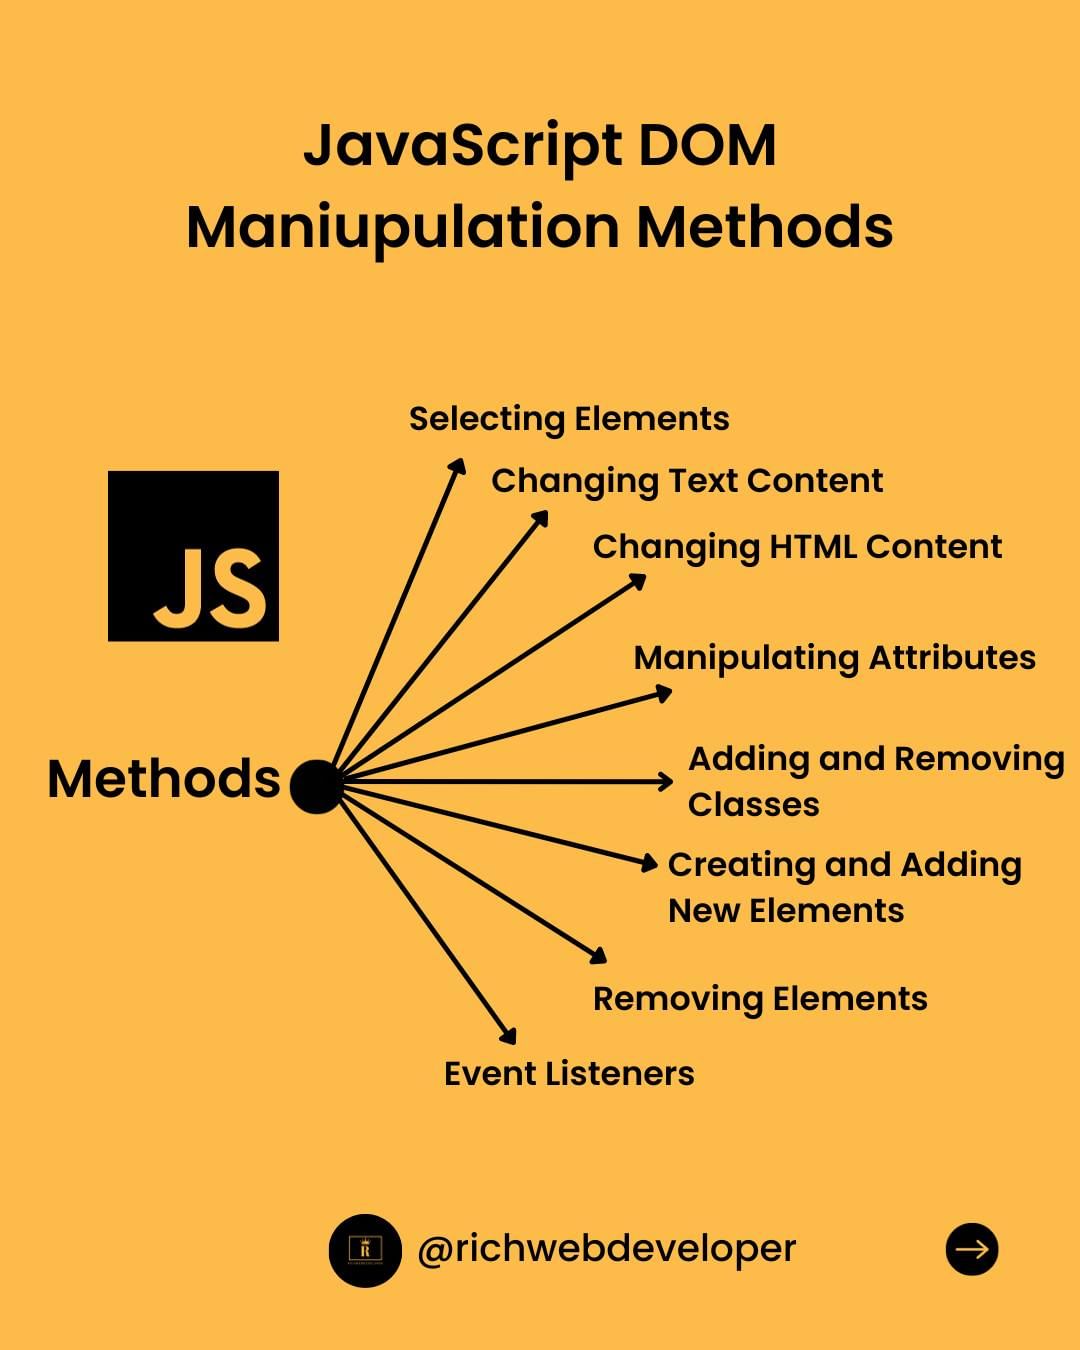 JavaScript DOM
Maniupulation Methods
Selecting Elements
Changing Text Content
Changing HTML Content
JS
Manipulating Attributes
Methods
Adding and Removing
Classes
Creating and Adding
New Elements
Removing Elements
Event Listeners
R
@richwebdeveloper